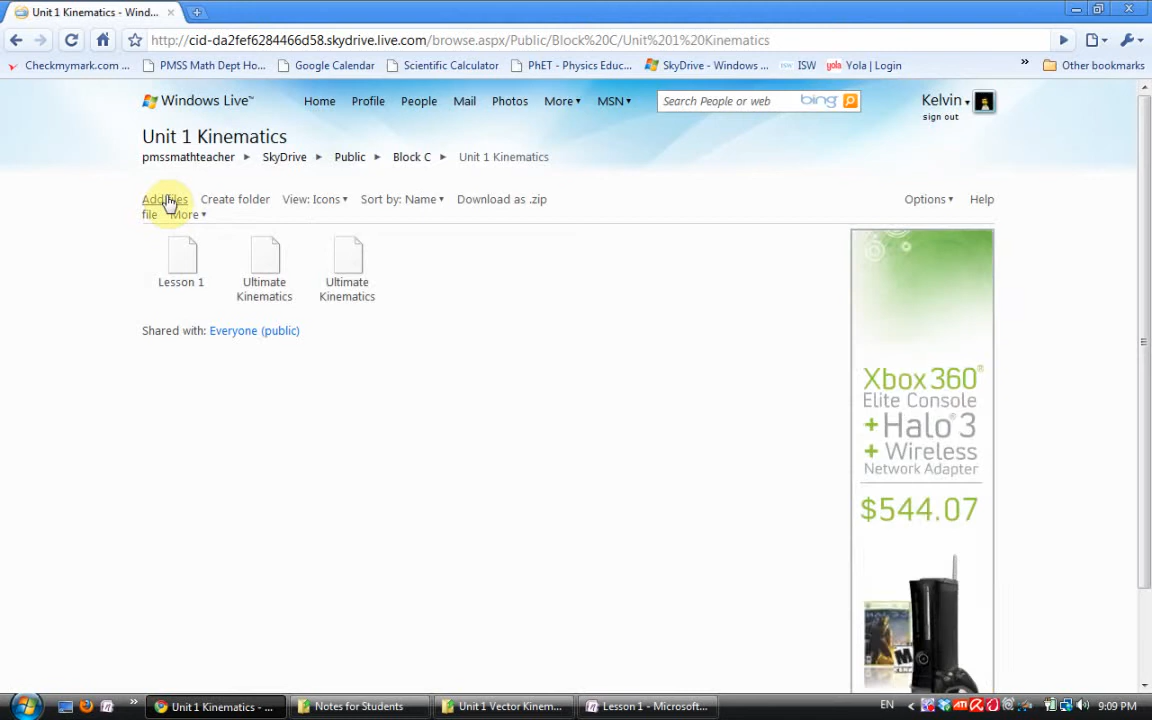 Unit 1 Kinematics - Wind...
http://cid-da2fef6284466d58.skydrive.live.com/browse.aspx/Public/Block%20C/Unit%201%20Kinematics
Checkmymark.com ... PMSS Math Dept Ho... Google Calendar Scientific Calculator PhET - Physics Educ... SkyDrive - Windows ... ISW yola Yola | Login » Other bookmarks
Windows Live™ Home Profile People Mail Photos More MSN Search People or web bing Kelvin
sign out
Unit 1 Kinematics
pmssmathteacher SkyDrive Public Block C Unit 1 Kinematics
Add files Create folder View: Icons Sort by: Name Download as .zip Options Help
file More
Lesson 1
Ultimate Kinematics
Ultimate Kinematics
Shared with: Everyone (public)
Xbox 360®
Elite Console
+ Halo® 3
+ Wireless
Network Adapter
$544.07
Unit 1 Kinematics - ... Notes for Students Unit 1 Vector Kinem... Lesson 1 - Microsoft... EN 9:09 PM